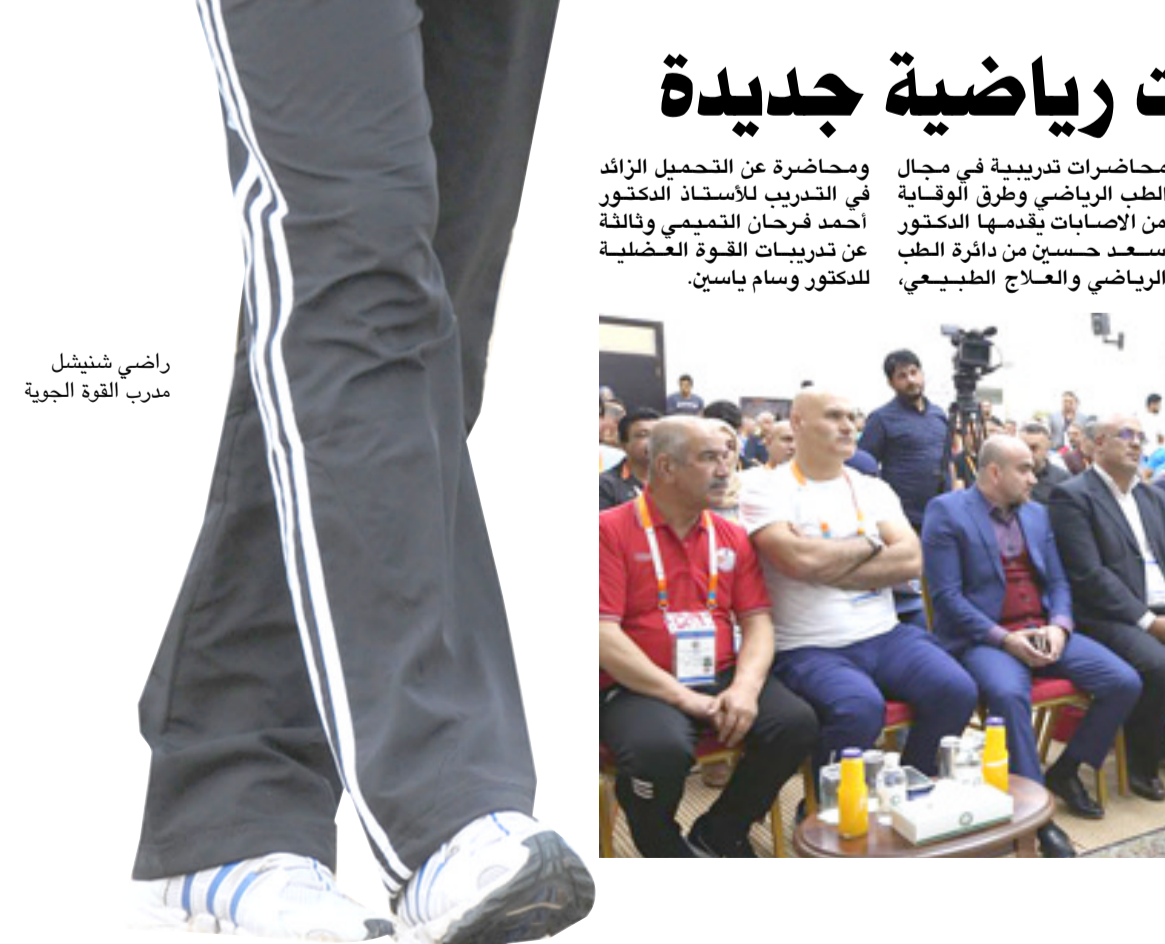 ت رياضية جديدة
محاضرات تدريبية في مجال
الطب الرياضي وطرق الوقاية
من الاصابات يقدمها الدكتور
سعد حسين من دائرة الطب
الرياضي والعلاج الطبيعي،
ومحاضرة عن التحميل الزائد
في التدريب للأستاذ الدكتور
أحمد فرحان التميمي وثالثة
عن تدريبات القوة العضلية
للدكتور وسام ياسين.
راضي شنيشل
مدرب القوة الجوية